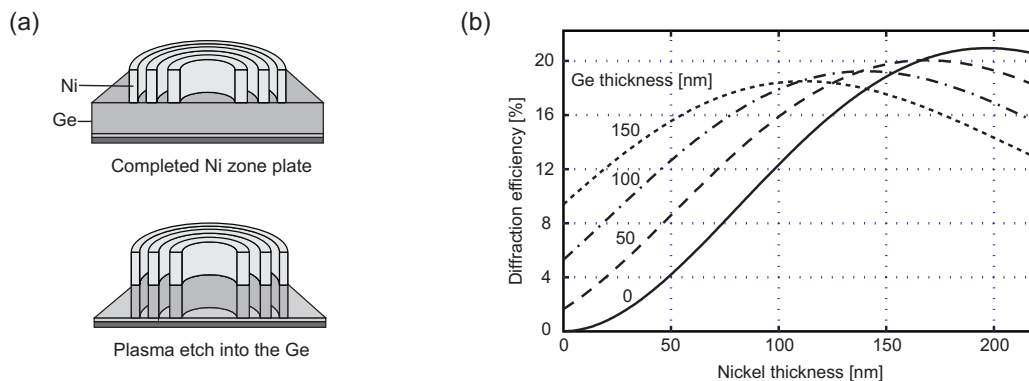 (a)
Ni
Ge
Completed Ni zone plate
Plasma etch into the Ge
(b)
Diffraction efficiency [%]
20
16
12
8
4
0
Ge thickness [nm]
150
100
50
0
0
50
100
150
200
Nickel thickness [nm]